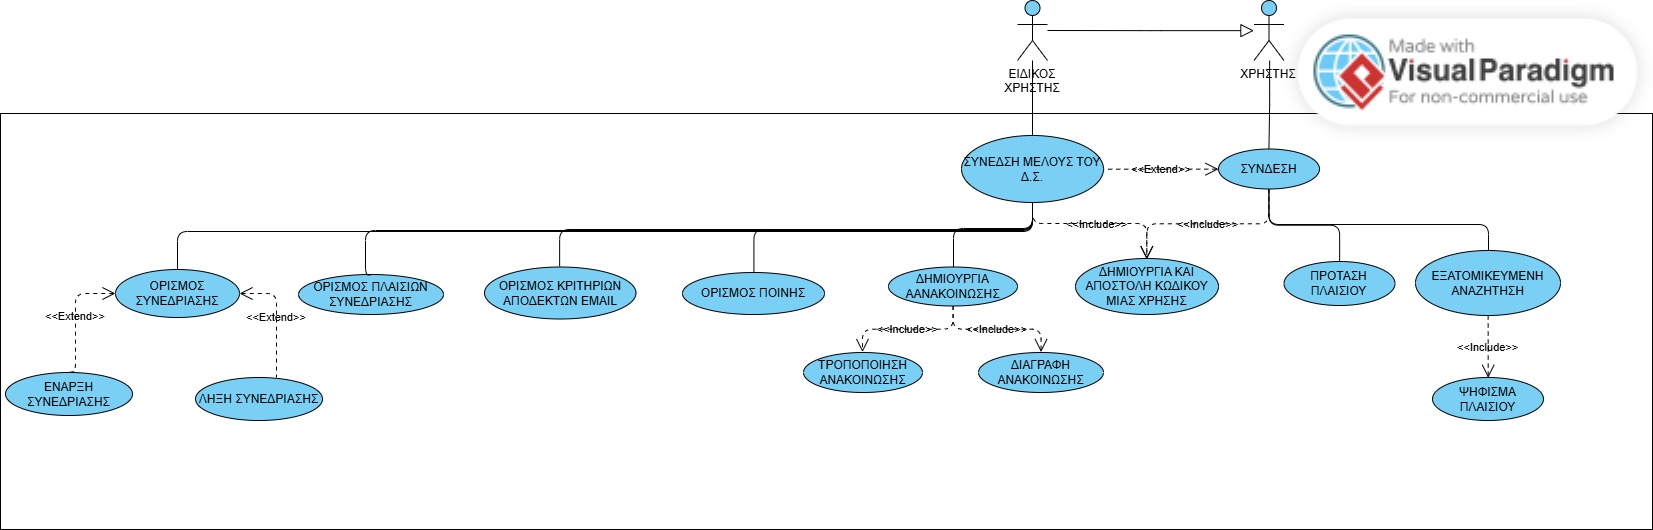 Made with
Visual Paradigm
For non-commercial use
ΕΙΔΙΚΟΣ
ΧΡΗΣΤΗΣ
ΧΡΗΣΤΗΣ
ΣΥΝΕΔΣΗ ΜΕΛΟΥΣ ΤΟΥ
Δ.Σ.
<<Extend>>
ΣΥΝΔΕΣΗ
<<Include>>
<<Include>>
ΟΡΙΣΜΟΣ
ΣΥΝΕΔΡΙΑΣΗΣ
ΟΡΙΣΜΟΣ ΠΛΑΙΣΙΩΝ
ΣΥΝΕΔΡΙΑΣΗΣ
ΟΡΙΣΜΟΣ ΚΡΙΤΗΡΙΩΝ
ΑΠΟΔΕΚΤΩΝ EMAIL
ΟΡΙΣΜΟΣ ΠΟΙΝΗΣ
ΔΗΜΙΟΥΡΓΙΑ
ΑΑΝΑΚΟΙΝΩΣΗΣ
ΔΗΜΙΟΥΡΓΙΑ ΚΑΙ
ΑΠΟΣΤΟΛΗ ΚΩΔΙΚΟΥ
ΜΙΑΣ ΧΡΗΣΗΣ
ΠΡΟΤΑΣΗ
ΠΛΑΙΣΙΟΥ
ΕΞΑΤΟΜΙΚΕΥΜΕΝΗ
ΑΝΑΖΗΤΗΣΗ
<<Extend>>
<<Extend>>
<<Include>>
<<Include>>
<<Include>>
ΕΝΑΡΞΗ
ΣΥΝΕΔΡΙΑΣΗΣ
ΛΗΞΗ ΣΥΝΕΔΡΙΑΣΗΣ
ΤΡΟΠΟΠΟΙΗΣΗ
ΑΝΑΚΟΙΝΩΣΗΣ
ΔΙΑΓΡΑΦΗ
ΑΝΑΚΟΙΝΩΣΗΣ
ΨΗΦΙΣΜΑ
ΠΛΑΙΣΙΟΥ